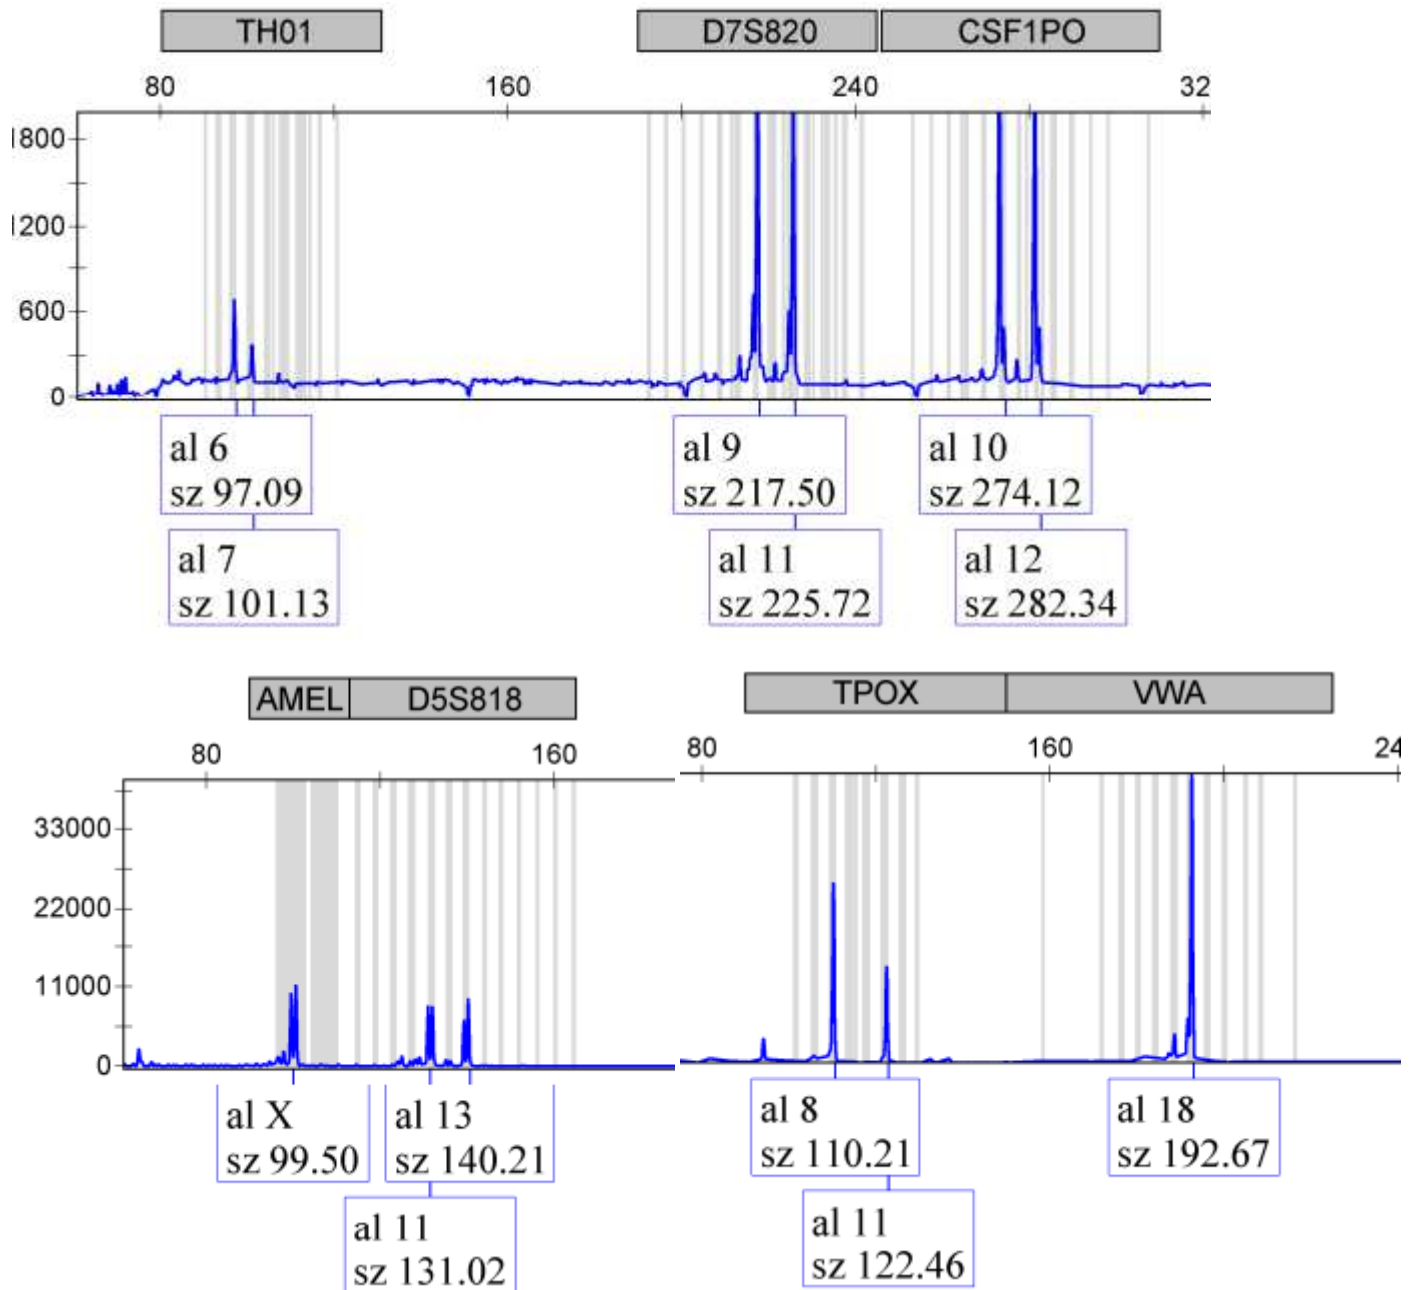 TH01 D7S820 CSF1PO
80 160 240 32
1800
1200
600
0
al 6
sz 97.09
al 9
sz 217.50
al 10
sz 274.12
al 7
sz 101.13
al 11
sz 225.72
al 12
sz 282.34
AMEL D5S818
80 160
33000
22000
11000
0
al X
sz 99.50
al 13
sz 140.21
al 11
sz 131.02
TPOX VWA
80 160 24
al 8
sz 110.21
al 18
sz 192.67
al 11
sz 122.46